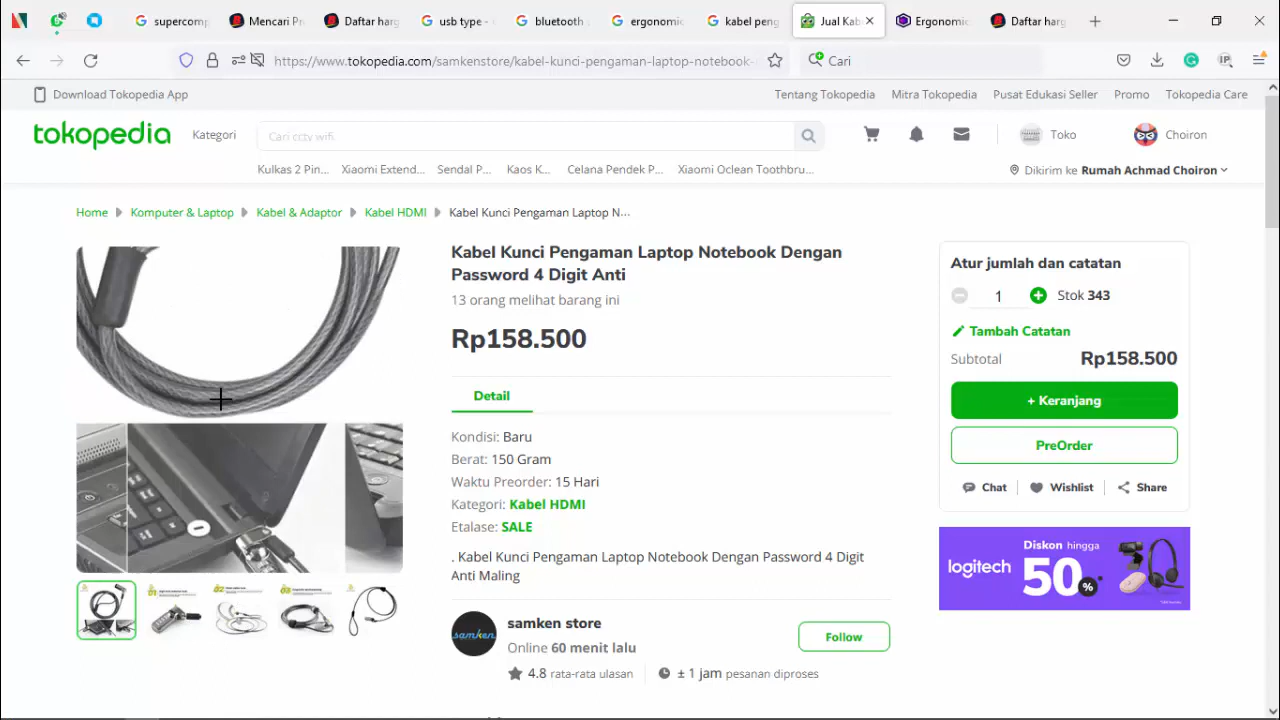 supercomp
Mencari Pr
Daftar harg
usb type -
bluetooth
ergonomic
kabel peng
Jual Kab
Ergonomic
Daftar harg
https://www.tokopedia.com/samkenstore/kabel-kunci-pengaman-laptop-notebook-
Cari
Download Tokopedia App
Tentang Tokopedia
Mitra Tokopedia
Pusat Edukasi Seller
Promo
Tokopedia Care
tokopedia
Kategori
Cari cctv wifi
Toko
Choiron
Kulkas 2 Pin...
Xiaomi Extend...
Sendal P...
Kaos K...
Celana Pendek P...
Xiaomi Oclean Toothbru...
Dikirim ke Rumah Achmad Choiron
Home
Komputer & Laptop
Kabel & Adaptor
Kabel HDMI
Kabel Kunci Pengaman Laptop N...
Kabel Kunci Pengaman Laptop Notebook Dengan
Password 4 Digit Anti
13 orang melihat barang ini
Rp158.500
Detail
Kondisi: Baru
Berat: 150 Gram
Waktu Preorder: 15 Hari
Kategori: Kabel HDMI
Etalase: SALE
. Kabel Kunci Pengaman Laptop Notebook Dengan Password 4 Digit
Anti Maling
samken
samken store
Online 60 menit lalu
Follow
4.8 rata-rata ulasan
± 1 jam pesanan diproses
Atur jumlah dan catatan
1
Stok 343
Tambah Catatan
Subtotal
Rp158.500
+ Keranjang
PreOrder
Chat
Wishlist
Share
logitech
Diskon hingga
50%